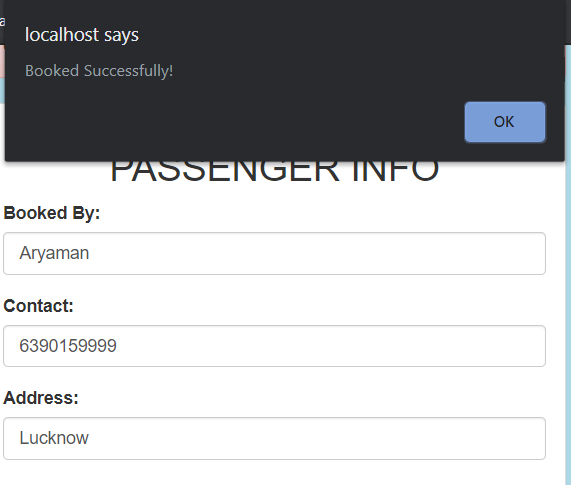 localhost says
Booked Successfully!
OK
PASSENGER INFO
Booked By:
Aryaman
Contact:
6390159999
Address:
Lucknow